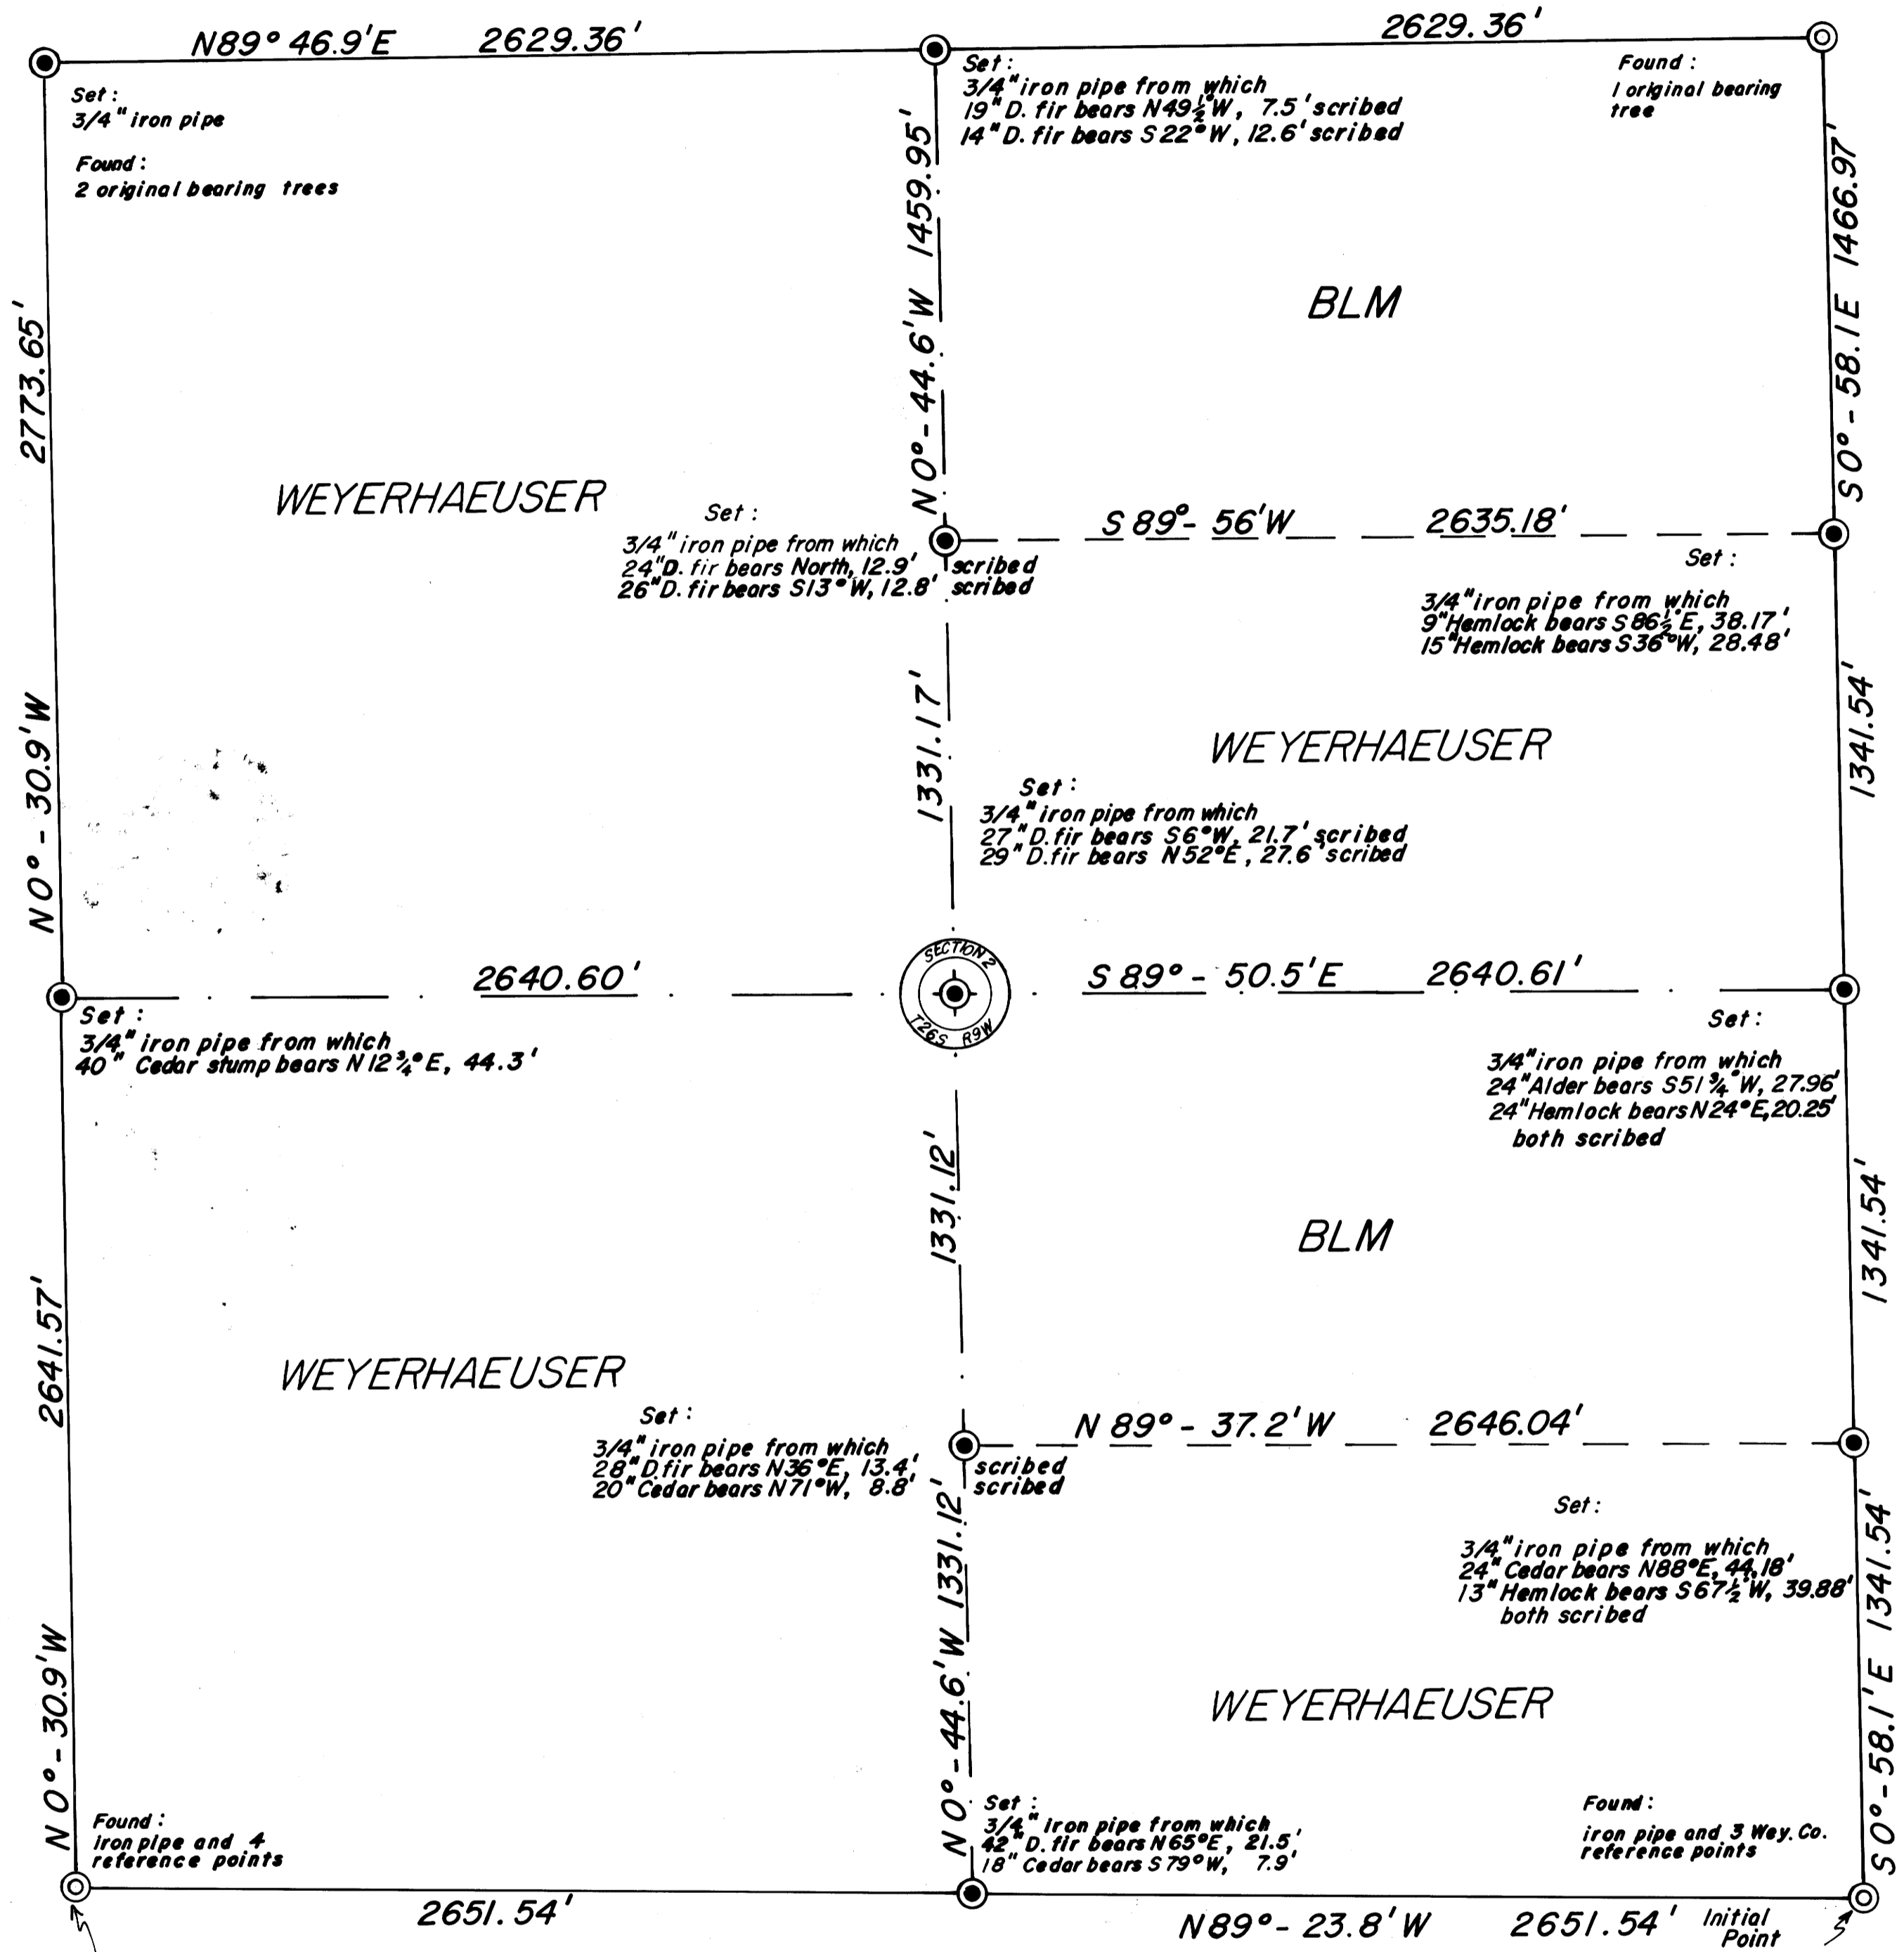 N89° 46.9'E 2629.36'
2629.36'
Set :
3/4" iron pipe
Found :
2 original bearing trees
Set :
3/4" iron pipe from which
19" D. fir bears N49½°W, 7.5' scribed
14" D. fir bears S22°W, 12.6' scribed
Found :
1 original bearing
tree
2773.65'
N0°-44.6'W 1459.95'
S0°-58.1E 1466.97'
BLM
WEYERHAEUSER
Set :
3/4" iron pipe from which
24" D. fir bears North, 12.9' scribed
26" D. fir bears S13°W, 12.8' scribed
S 89°- 56'W 2635.18'
Set :
3/4" iron pipe from which
9" Hemlock bears S86½°E, 38.17'
15" Hemlock bears S36°W, 28.48'
N0°-30.9'W
1331.17'
1341.54'
WEYERHAEUSER
Set :
3/4" iron pipe from which
27" D. fir bears S6°W, 21.7' scribed
29" D. fir bears N52°E, 27.6' scribed
2640.60'
SECTION 2
T26S R9W
S 89°- 50.5'E 2640.61'
Set :
3/4" iron pipe from which
40" Cedar stump bears N12¾°E, 44.3'
Set :
3/4" iron pipe from which
24" Alder bears S51¾°W, 27.96'
24" Hemlock bears N24°E, 20.25'
both scribed
1331.12'
1341.54'
BLM
2641.57'
WEYERHAEUSER
Set :
3/4" iron pipe from which
28" D. fir bears N36°E, 13.4' scribed
20" Cedar bears N71°W, 8.8' scribed
N 89°- 37.2'W 2646.04'
Set :
3/4" iron pipe from which
24" Cedar bears N88°E, 44.18'
13" Hemlock bears S67½°W, 39.88'
both scribed
N0°-30.9'W
N0°-44.6'W 1331.12'
S0°-58.1'E 1341.54'
WEYERHAEUSER
Found :
iron pipe and 4
reference points
Set :
3/4" iron pipe from which
42" D. fir bears N65°E, 21.5'
18" Cedar bears S79°W, 7.9'
Found :
iron pipe and 3 Wey. Co.
reference points
2651.54'
N89°- 23.8'W 2651.54'
Initial
Point